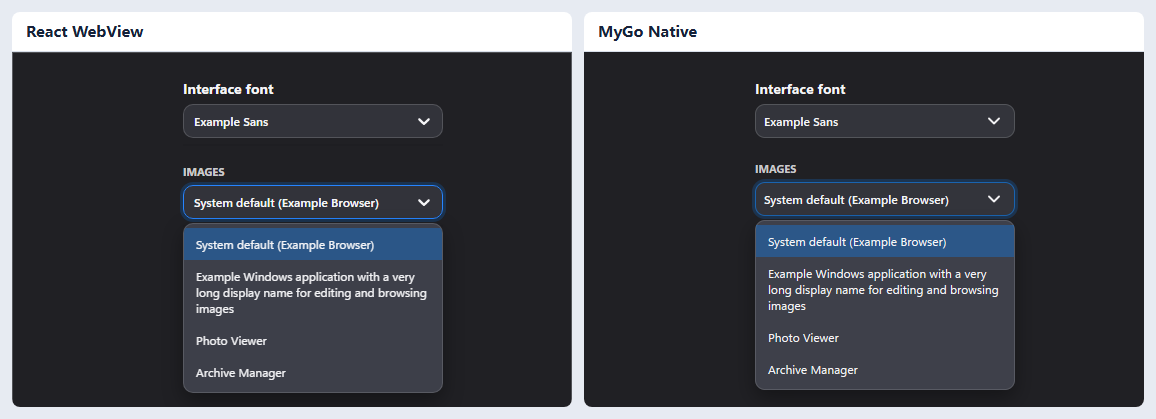 React WebView
Interface font
Example Sans
IMAGES
System default (Example Browser)
System default (Example Browser)
Example Windows application with a very
long display name for editing and browsing
images
Photo Viewer
Archive Manager
MyGo Native
Interface font
Example Sans
IMAGES
System default (Example Browser)
System default (Example Browser)
Example Windows application with a very
long display name for editing and browsing
images
Photo Viewer
Archive Manager